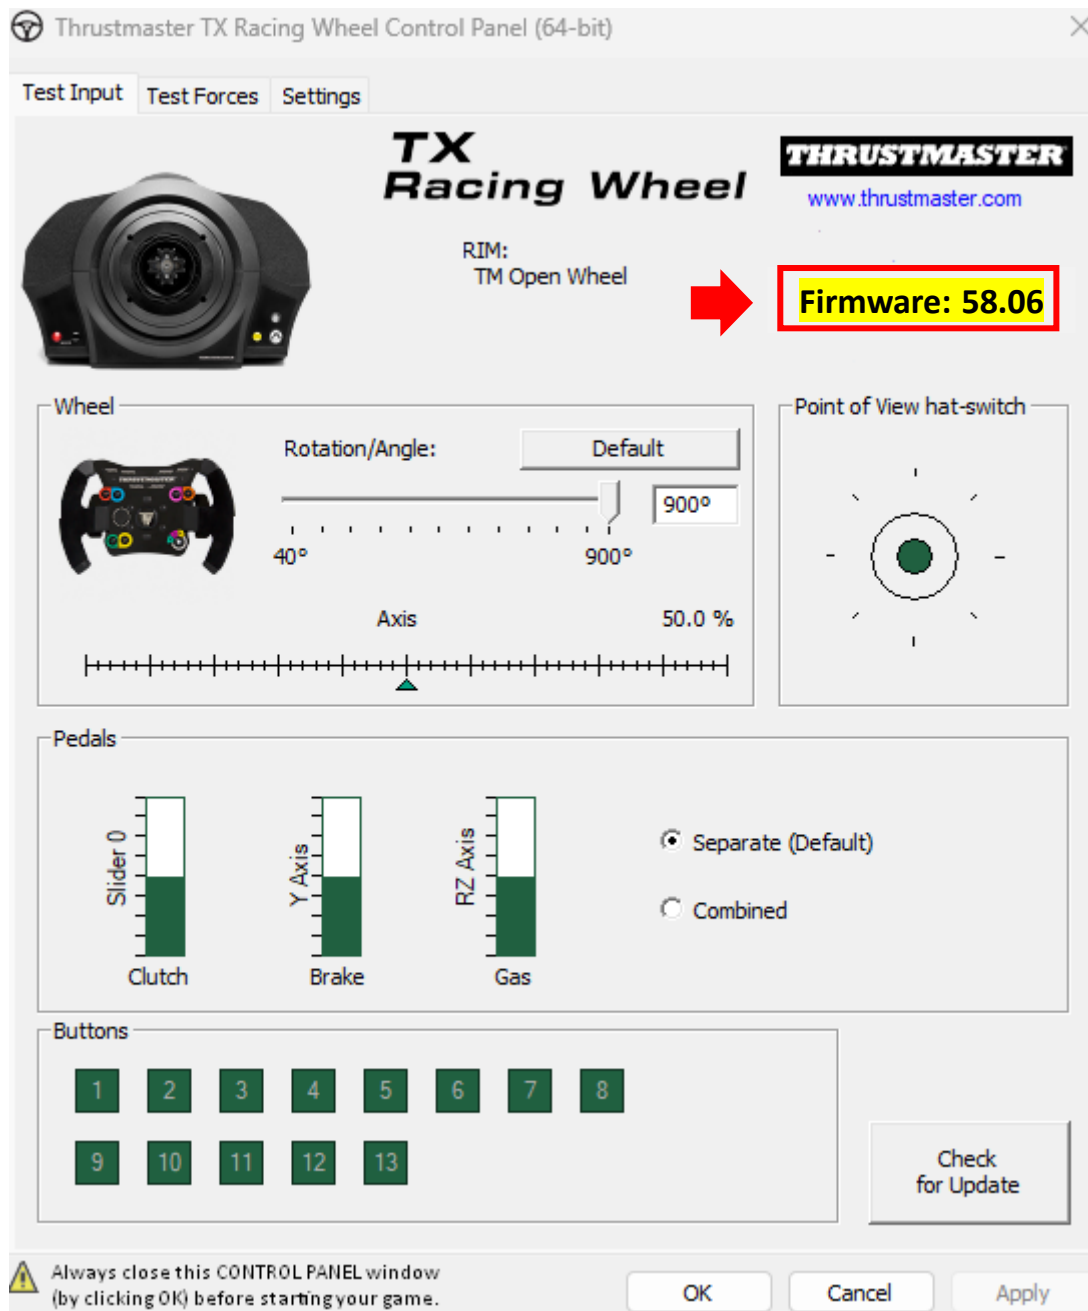 Thrustmaster TX Racing Wheel Control Panel (64-bit)
Test Input Test Forces Settings
TX
Racing Wheel
THRUSTMASTER
www.thrustmaster.com
RIM:
TM Open Wheel
Firmware: 58.06
Wheel
Rotation/Angle:
Default
900°
40° 900°
Axis 50.0 %
Point of View hat-switch
Pedals
Slider 0
Clutch
Y Axis
Brake
RZ Axis
Gas
Separate (Default)
Combined
Buttons
1 2 3 4 5 6 7 8
9 10 11 12 13
Check
for Update
Always close this CONTROL PANEL window
(by clicking OK) before starting your game.
OK Cancel Apply